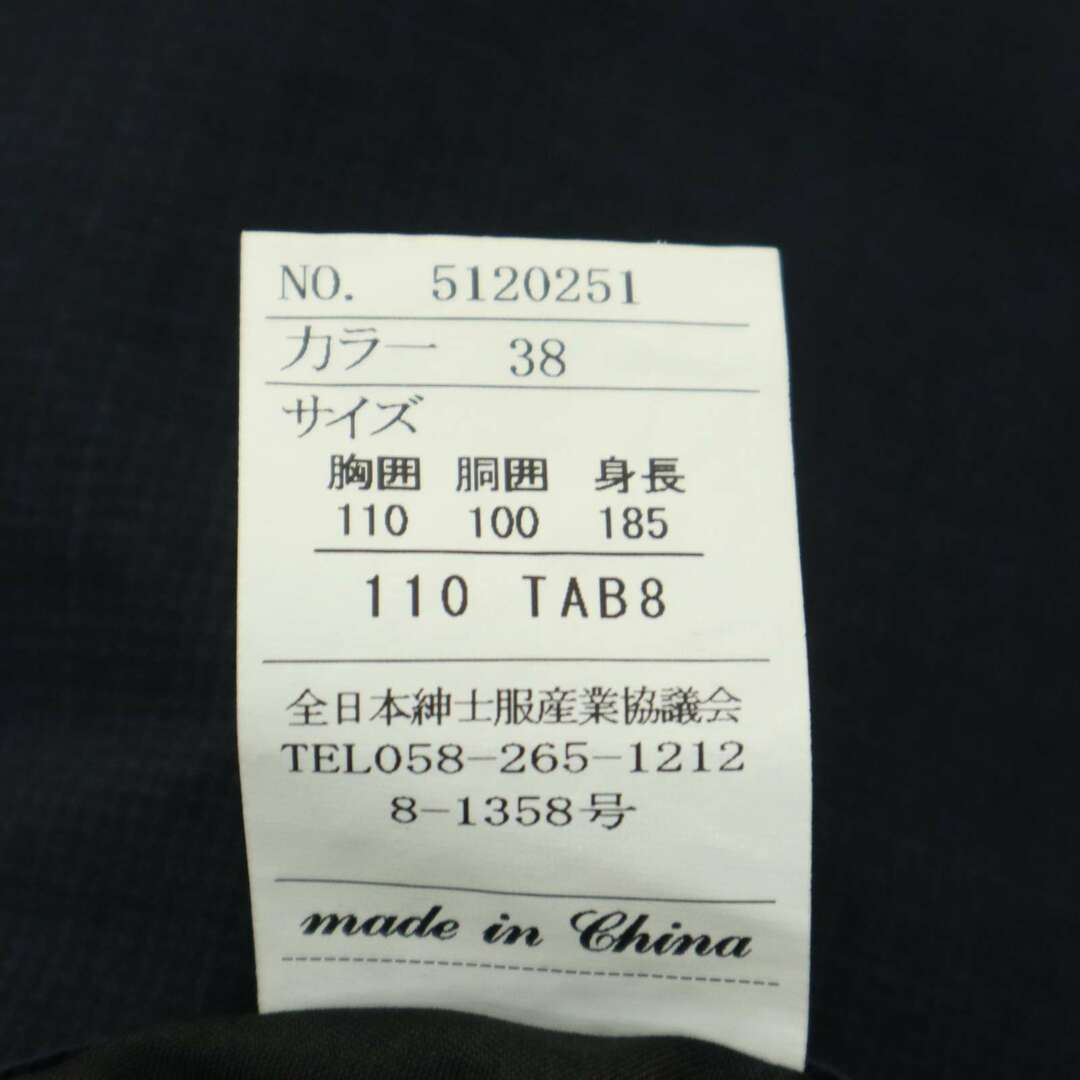 NO. 5120251
カラー 38
サイズ
胸囲 胴囲 身長
110 100 185
110 TAB8
全日本紳士服産業協議会
TEL058-265-1212
8-1358号
made in China